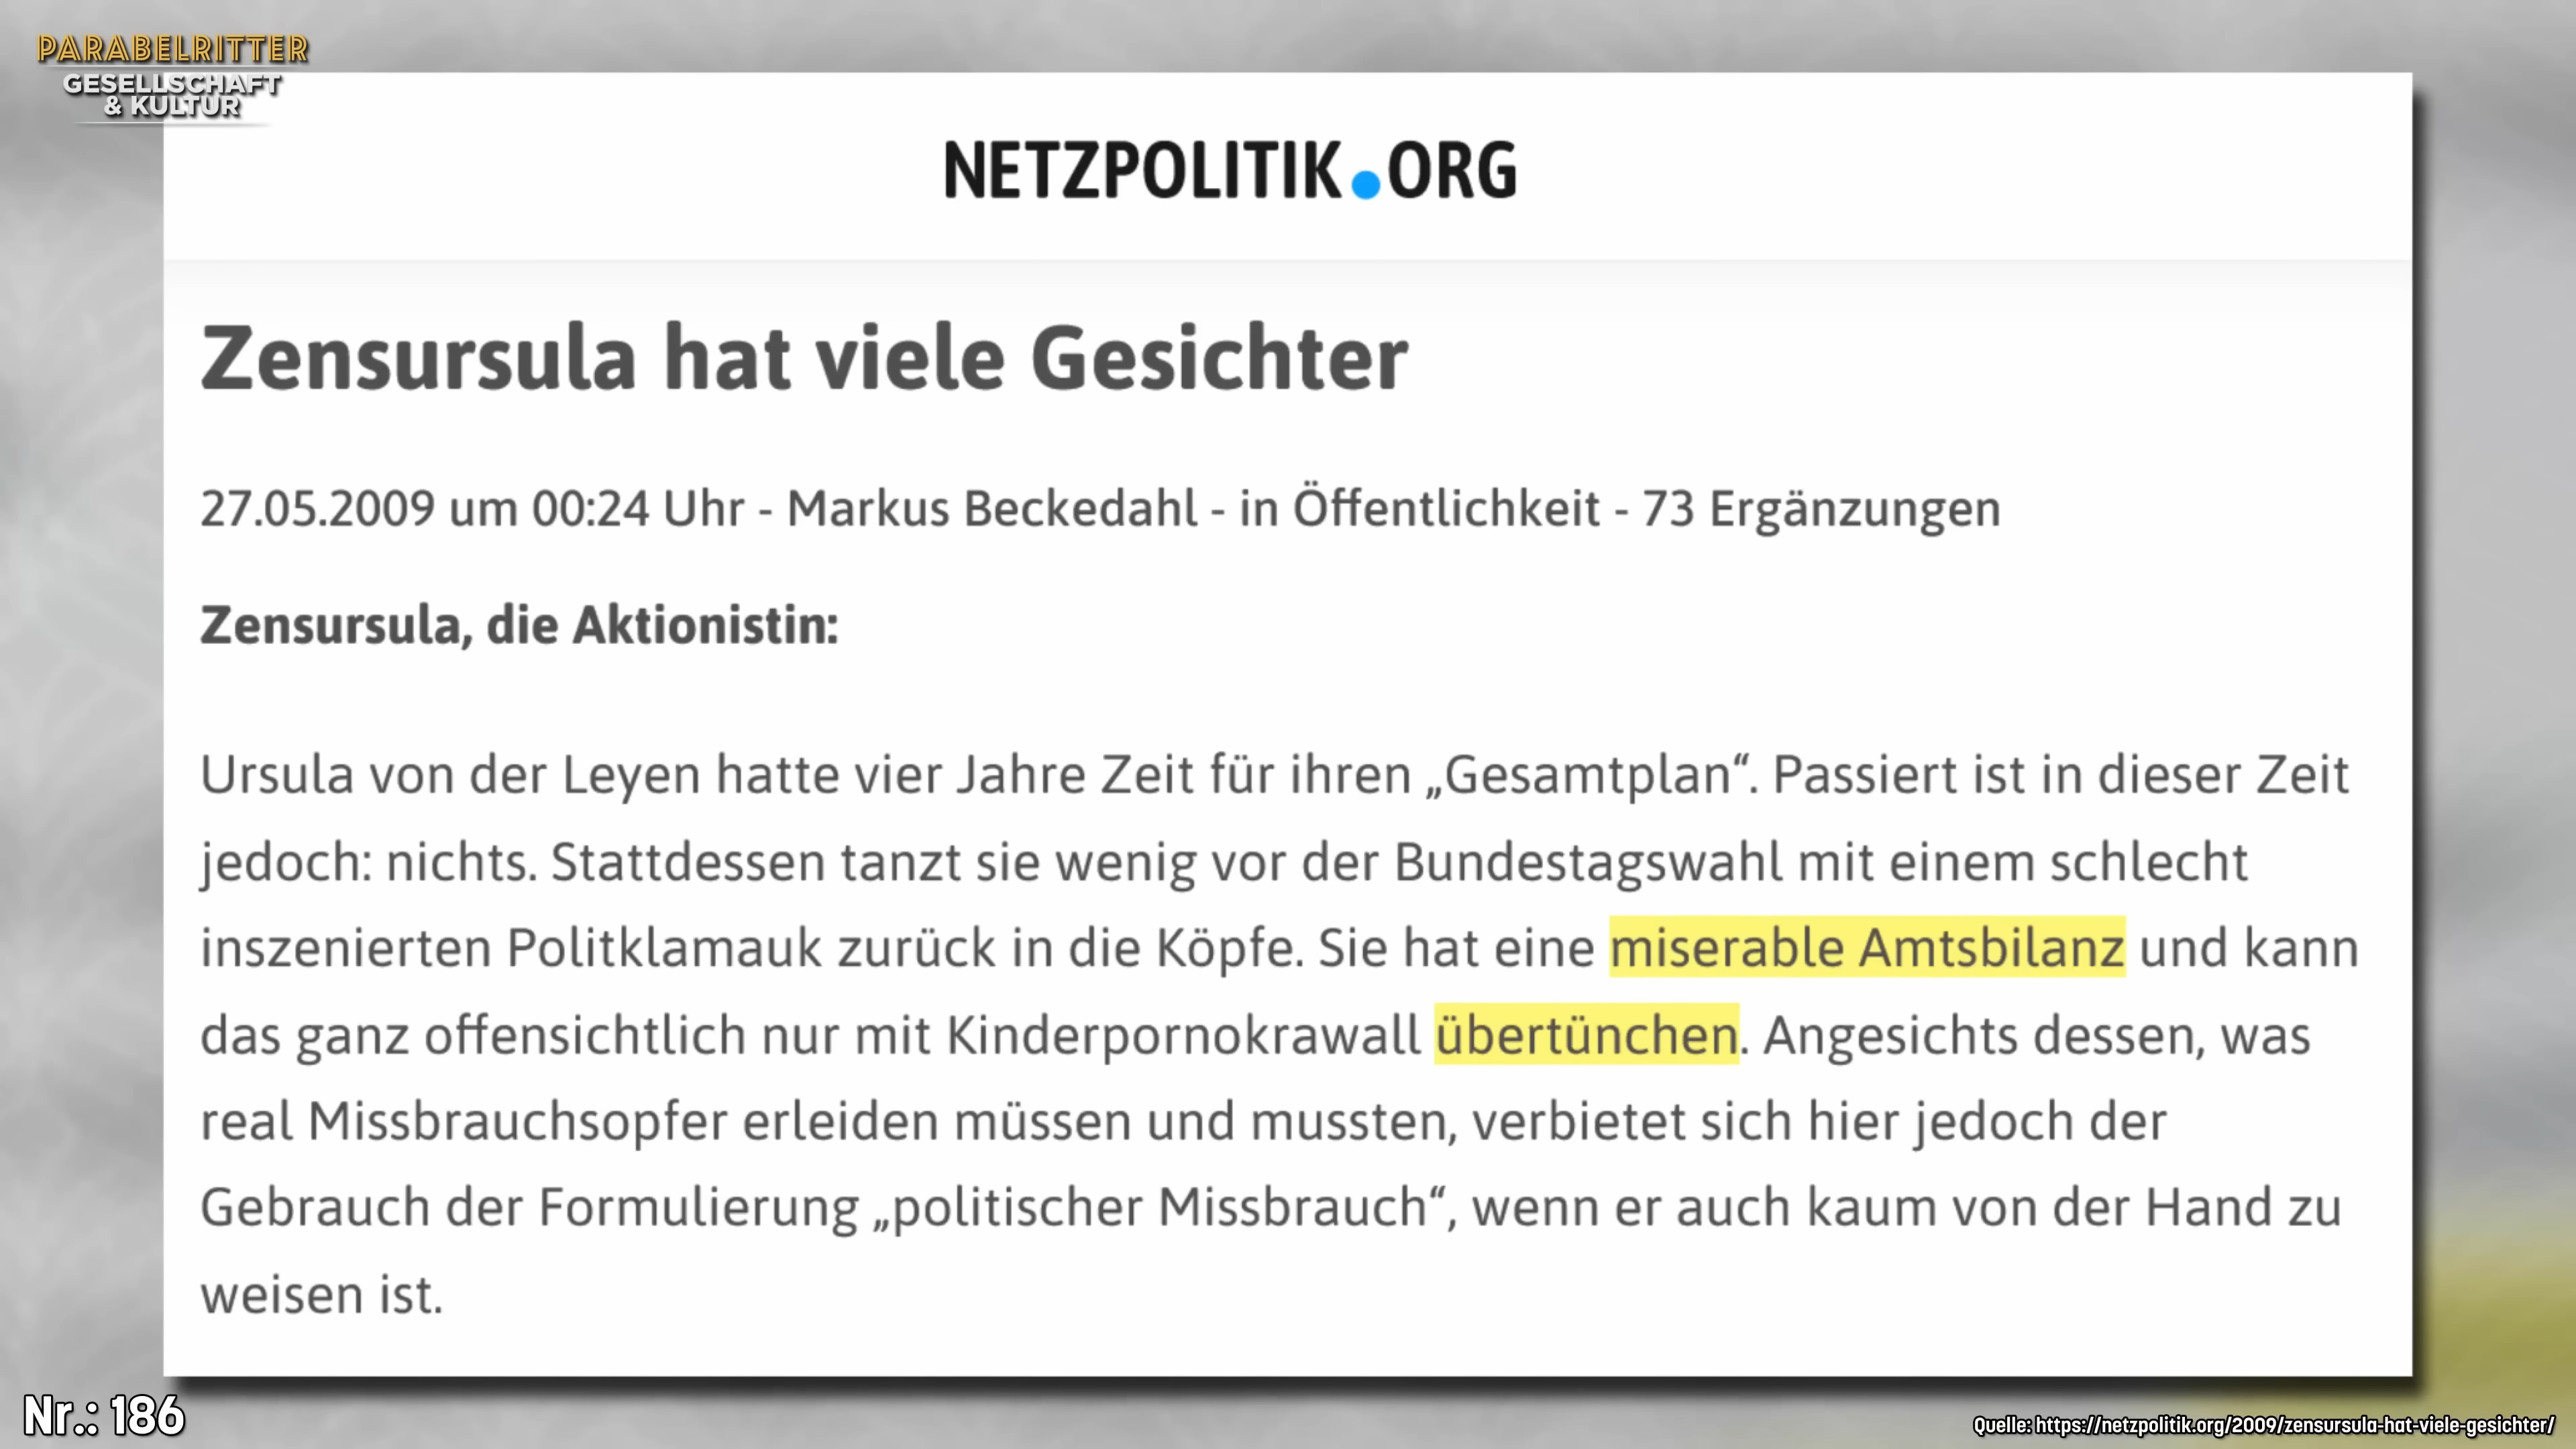 PARABELRITTER
GESELLSCHAFT
& KULTUR
NETZPOLITIK.ORG
Zensursula hat viele Gesichter
27.05.2009 um 00:24 Uhr - Markus Beckedahl - in Öffentlichkeit - 73 Ergänzungen
Zensursula, die Aktionistin:
Ursula von der Leyen hatte vier Jahre Zeit für ihren „Gesamtplan“. Passiert ist in dieser Zeit
jedoch: nichts. Stattdessen tanzt sie wenig vor der Bundestagswahl mit einem schlecht
inszenierten Politklamauk zurück in die Köpfe. Sie hat eine miserable Amtsbilanz und kann
das ganz offensichtlich nur mit Kinderpornokrawall übertünchen. Angesichts dessen, was
real Missbrauchsopfer erleiden müssen und mussten, verbietet sich hier jedoch der
Gebrauch der Formulierung „politischer Missbrauch“, wenn er auch kaum von der Hand zu
weisen ist.
Nr.: 186
Quelle: https://netzpolitik.org/2009/zensursula-hat-viele-gesichter/